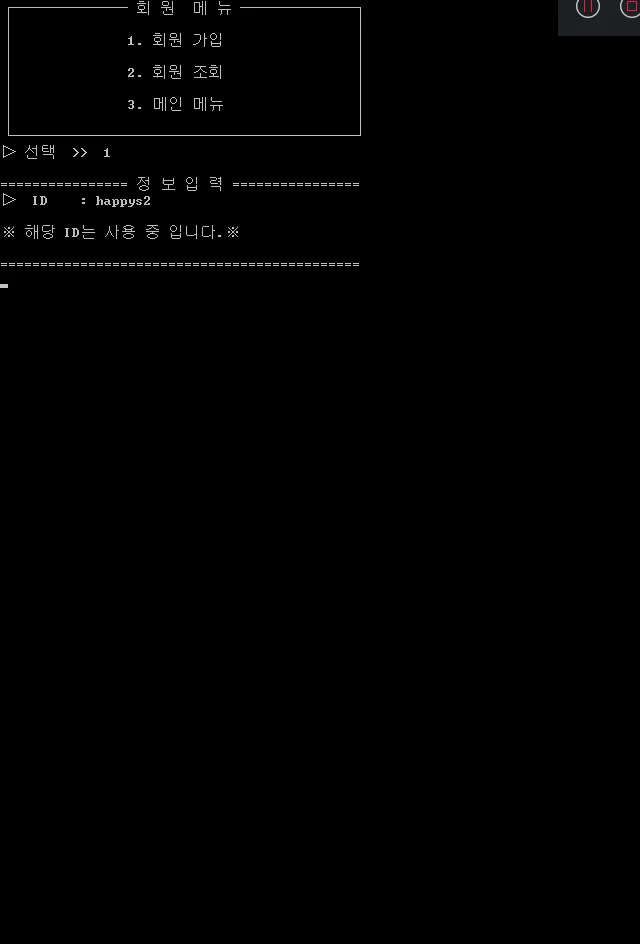 회 원 메 뉴
1. 회원 가입
2. 회원 조회
3. 메인 메뉴
▷ 선택 >> 1
================ 정 보 입 력 ================
▷ ID : happys2
※ 해당 ID는 사용 중 입니다.※
=============================================